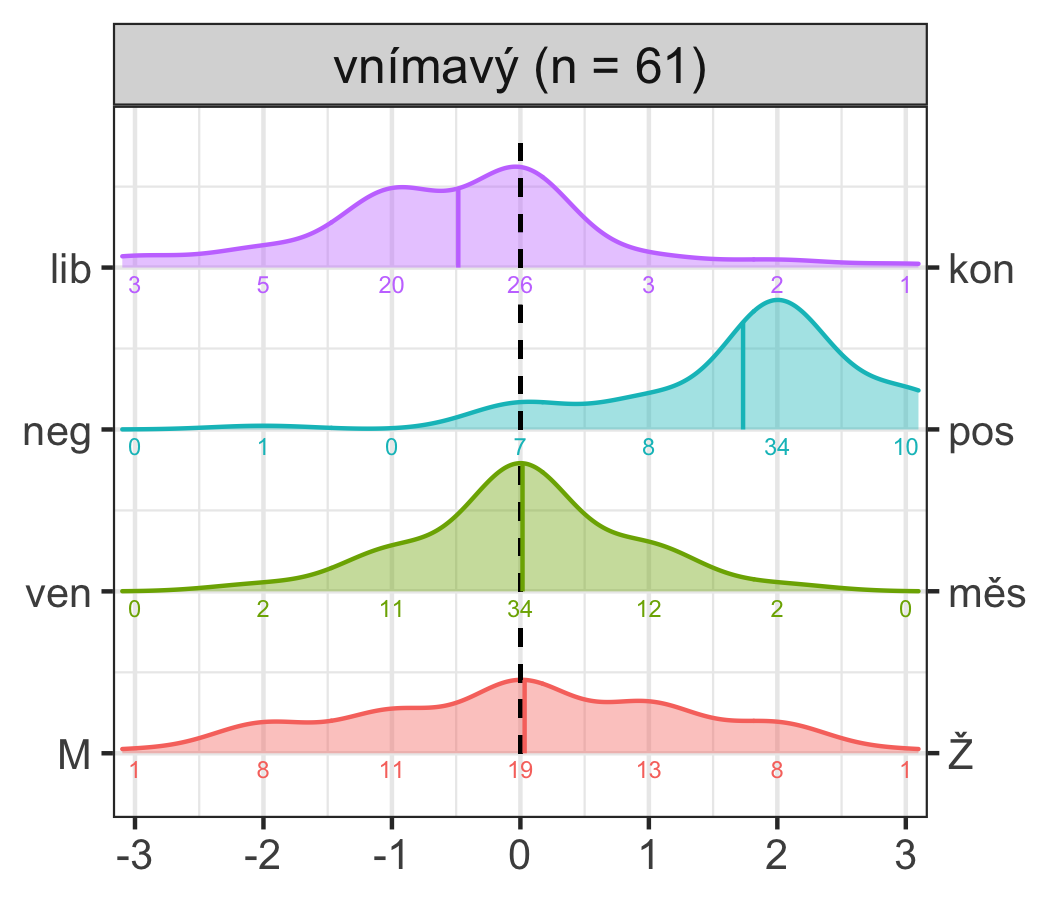 vnímavý (n = 61)
lib kon
3 5 20 26 3 2 1
neg pos
0 1 0 7 8 34 10
ven měs
0 2 11 34 12 2 0
M Ž
1 8 11 19 13 8 1
-3 -2 -1 0 1 2 3